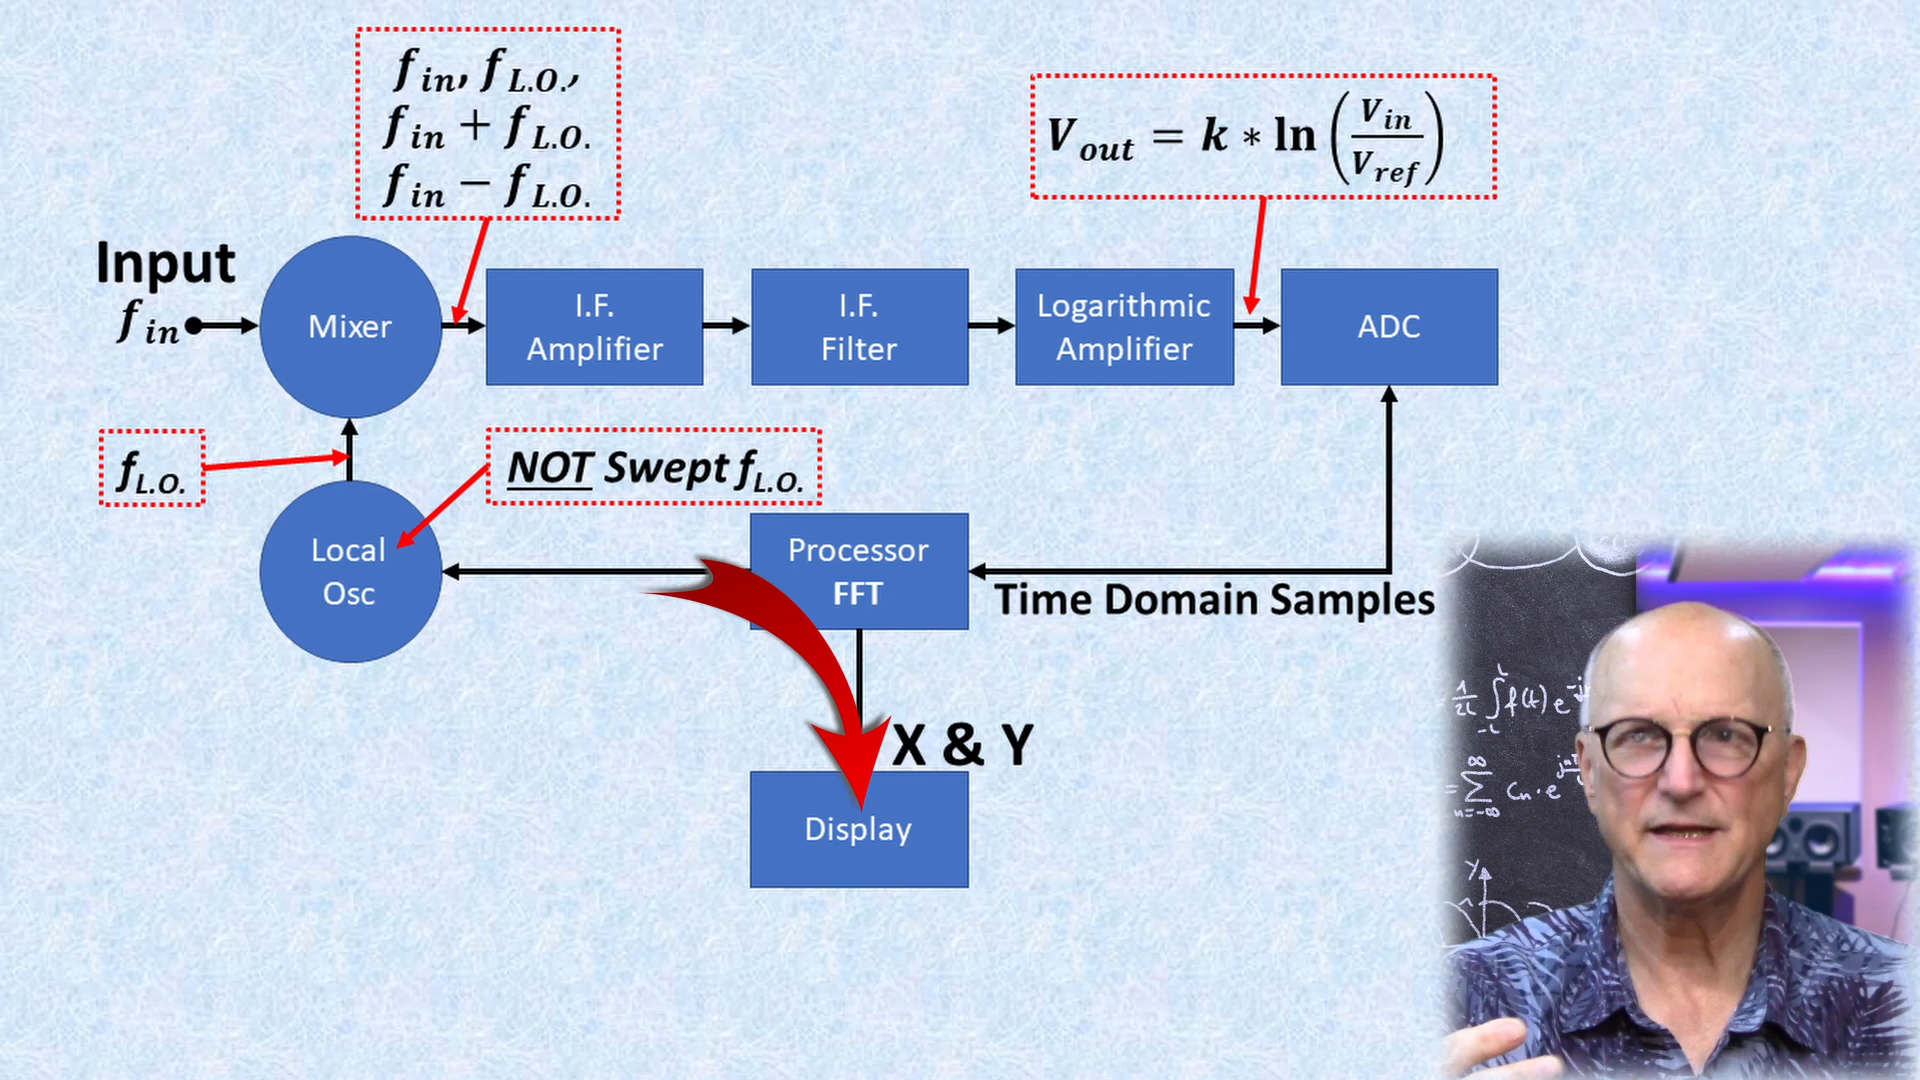 f in, f L.O.,
f in + f L.O.
f in − f L.O.
V out = k * ln (V in / V ref)
Input
f in
Mixer
I.F.
Amplifier
I.F.
Filter
Logarithmic
Amplifier
ADC
f L.O.
NOT Swept f L.O.
Local
Osc
Processor
FFT
Time Domain Samples
X & Y
Display